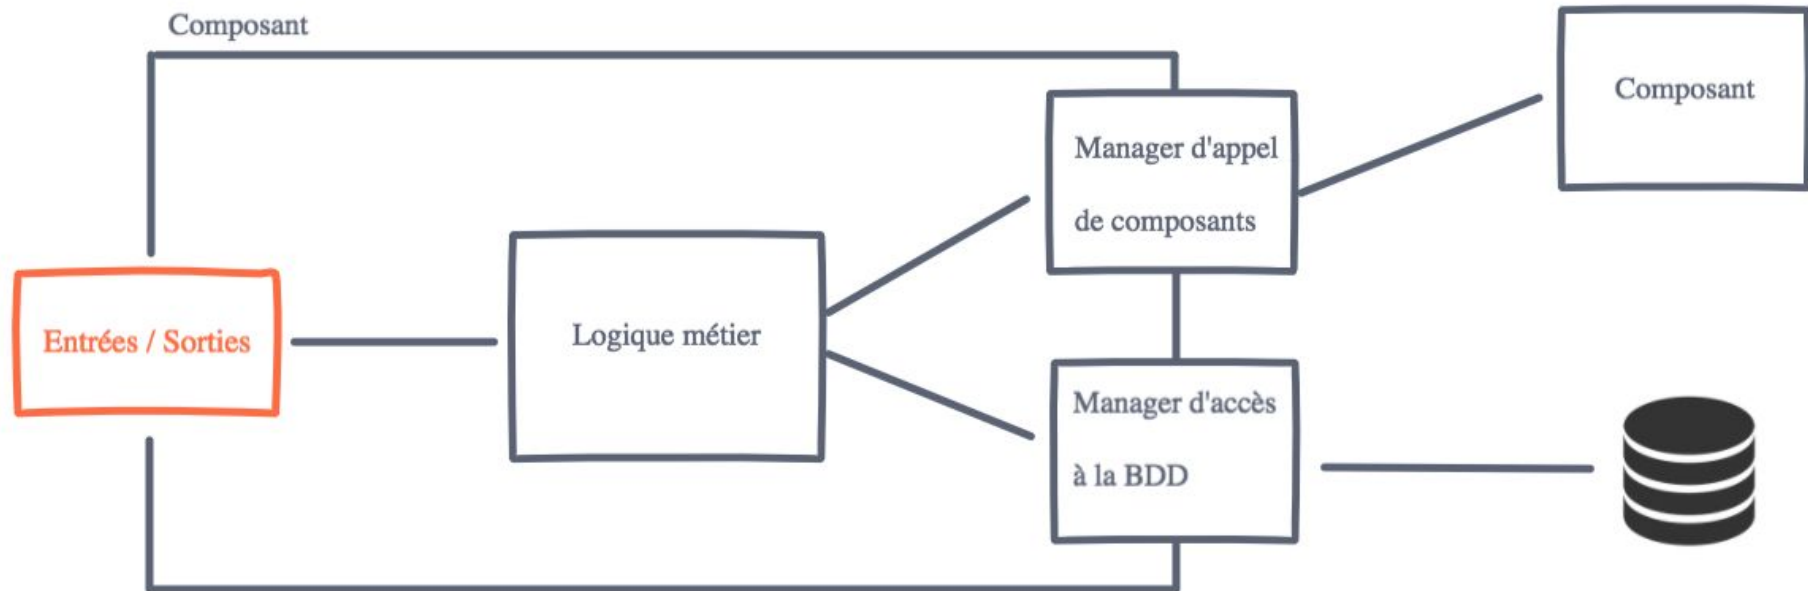 Composant
Composant
Manager d'appel
de composants
Entrées / Sorties
Logique métier
Manager d'accès
à la BDD